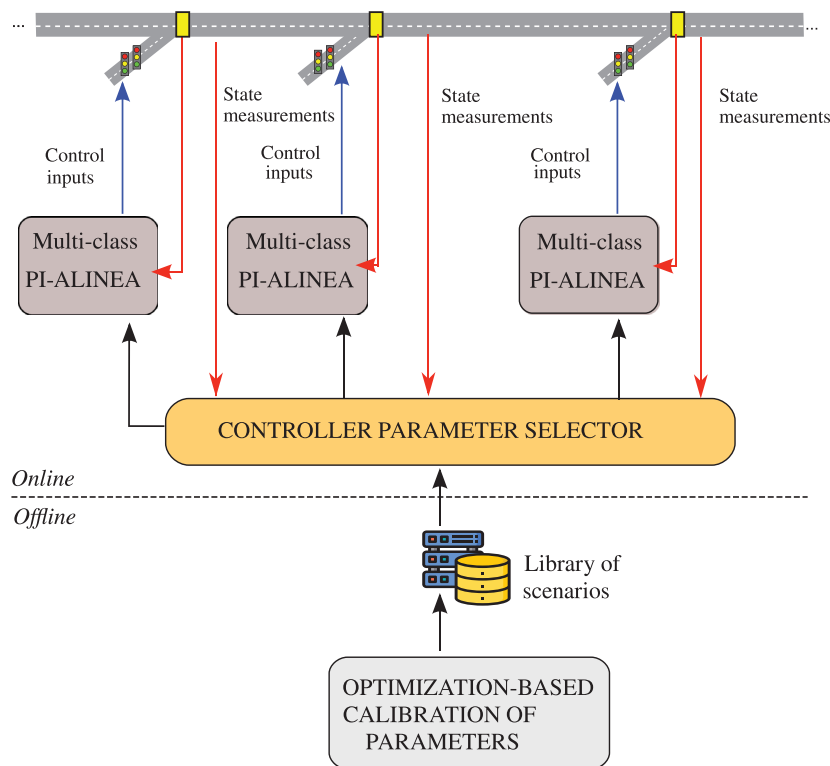 ...
...
State
measurements
State
measurements
State
measurements
Control
inputs
Control
inputs
Control
inputs
Multi-class
PI-ALINEA
Multi-class
PI-ALINEA
Multi-class
PI-ALINEA
CONTROLLER PARAMETER SELECTOR
Online
Offline
Library of
scenarios
OPTIMIZATION-BASED
CALIBRATION OF
PARAMETERS